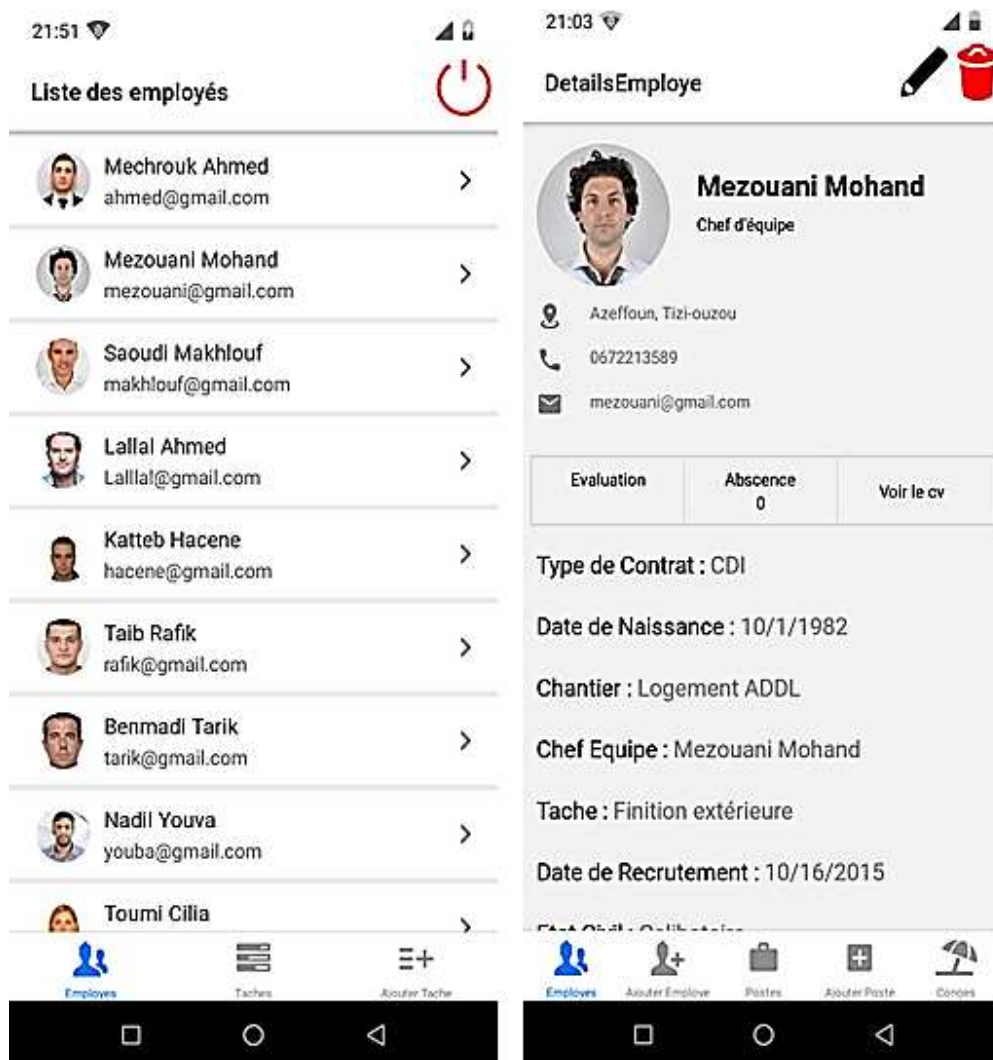 21:51
Liste des employés
Mechrouk Ahmed
ahmed@gmail.com
Mezouani Mohand
mezouani@gmail.com
Saoudi Makhlouf
makhlouf@gmail.com
Lallal Ahmed
Lalllal@gmail.com
Katteb Hacene
hacene@gmail.com
Taib Rafik
rafik@gmail.com
Benmadi Tarik
tarik@gmail.com
Nadil Youva
youba@gmail.com
Toumi Cilia
Employes
Taches
Ajouter Tache
21:03
DetailsEmploye
Mezouani Mohand
Chef d'équipe
Azeffoun, Tizi-ouzou
0672213589
mezouani@gmail.com
Evaluation
Abscence
0
Voir le cv
Type de Contrat : CDI
Date de Naissance : 10/1/1982
Chantier : Logement ADDL
Chef Equipe : Mezouani Mohand
Tache : Finition extérieure
Date de Recrutement : 10/16/2015
Etat Civil : Celibataire
Employes
Ajouter Employe
Postes
Ajouter Poste
Conges